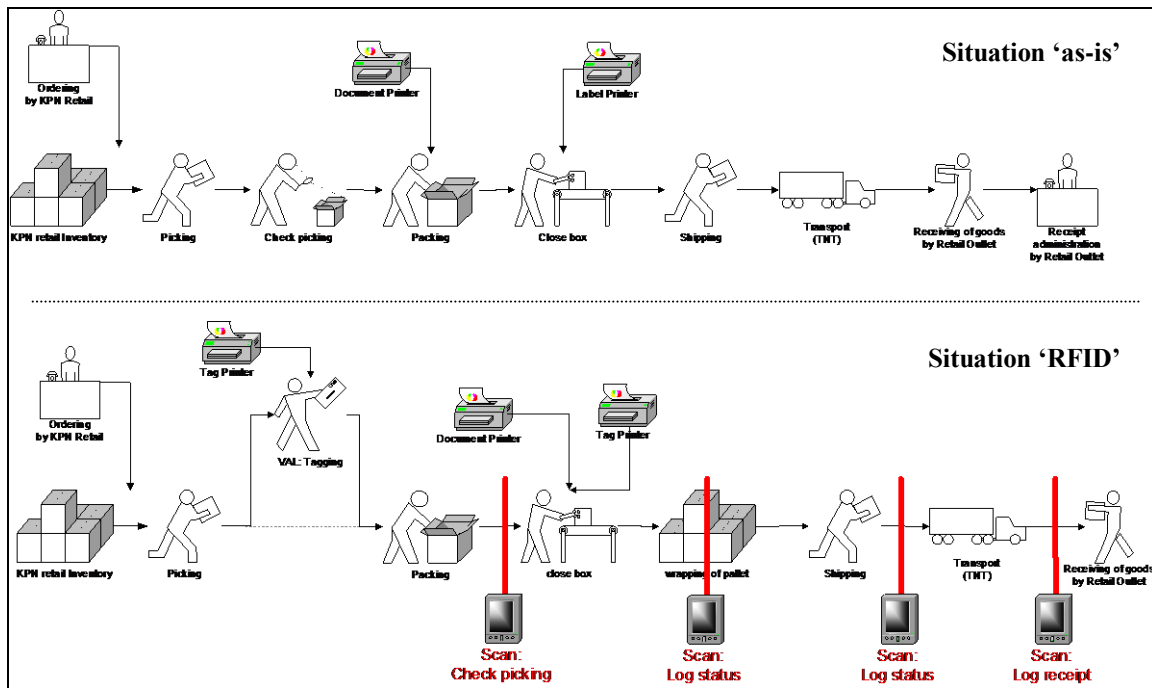 Situation ‘as-is’
Ordering
by KPN Retail
Document Printer
Label Printer
KPN retail Inventory
Picking
Check picking
Packing
Close box
Shipping
Transport
(TNT)
Receiving of goods
by Retail Outlet
Receipt
administration
by Retail Outlet
Situation ‘RFID’
Tag Printer
Ordering
by KPN Retail
VAL: Tagging
Document Printer
Tag Printer
KPN retail Inventory
Picking
Packing
close box
wrapping of pallet
Shipping
Transport
(TNT)
Receiving of goods
by Retail Outlet
Scan:
Check picking
Scan:
Log status
Scan:
Log status
Scan:
Log receipt